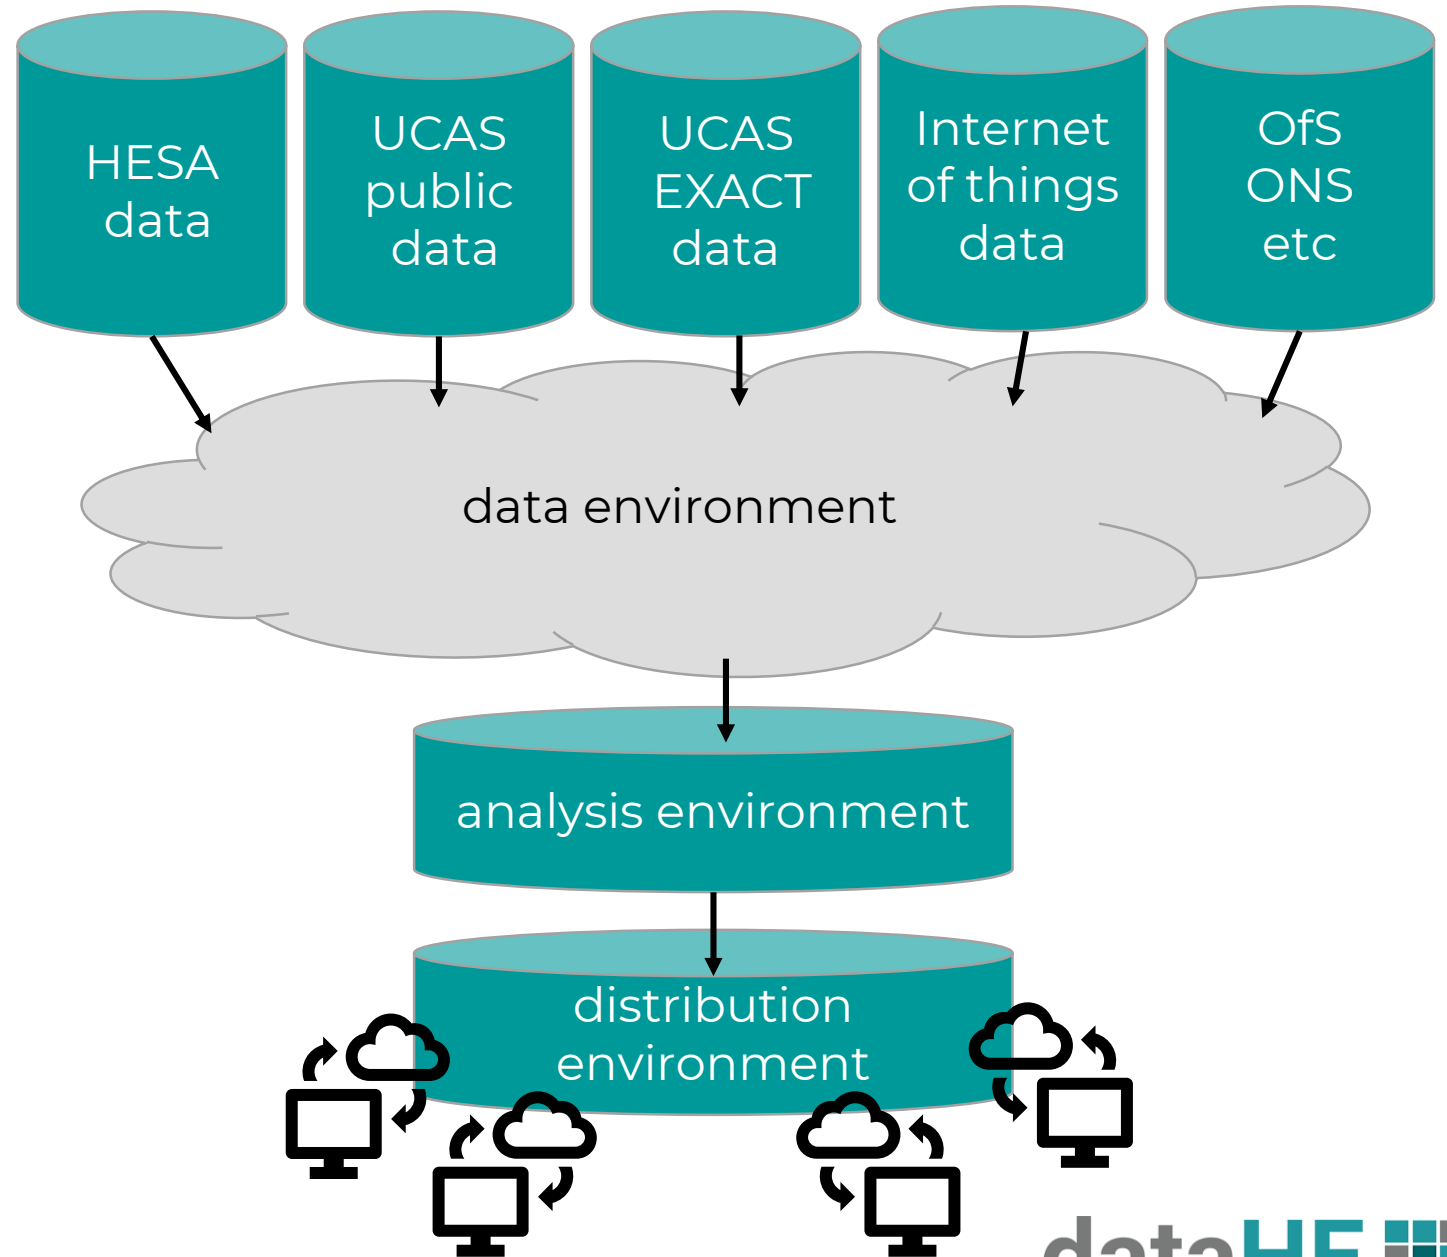 HESA
data
UCAS
public
data
UCAS
EXACT
data
Internet
of things
data
OfS
ONS
etc
data environment
analysis environment
distribution
environment
dataHE